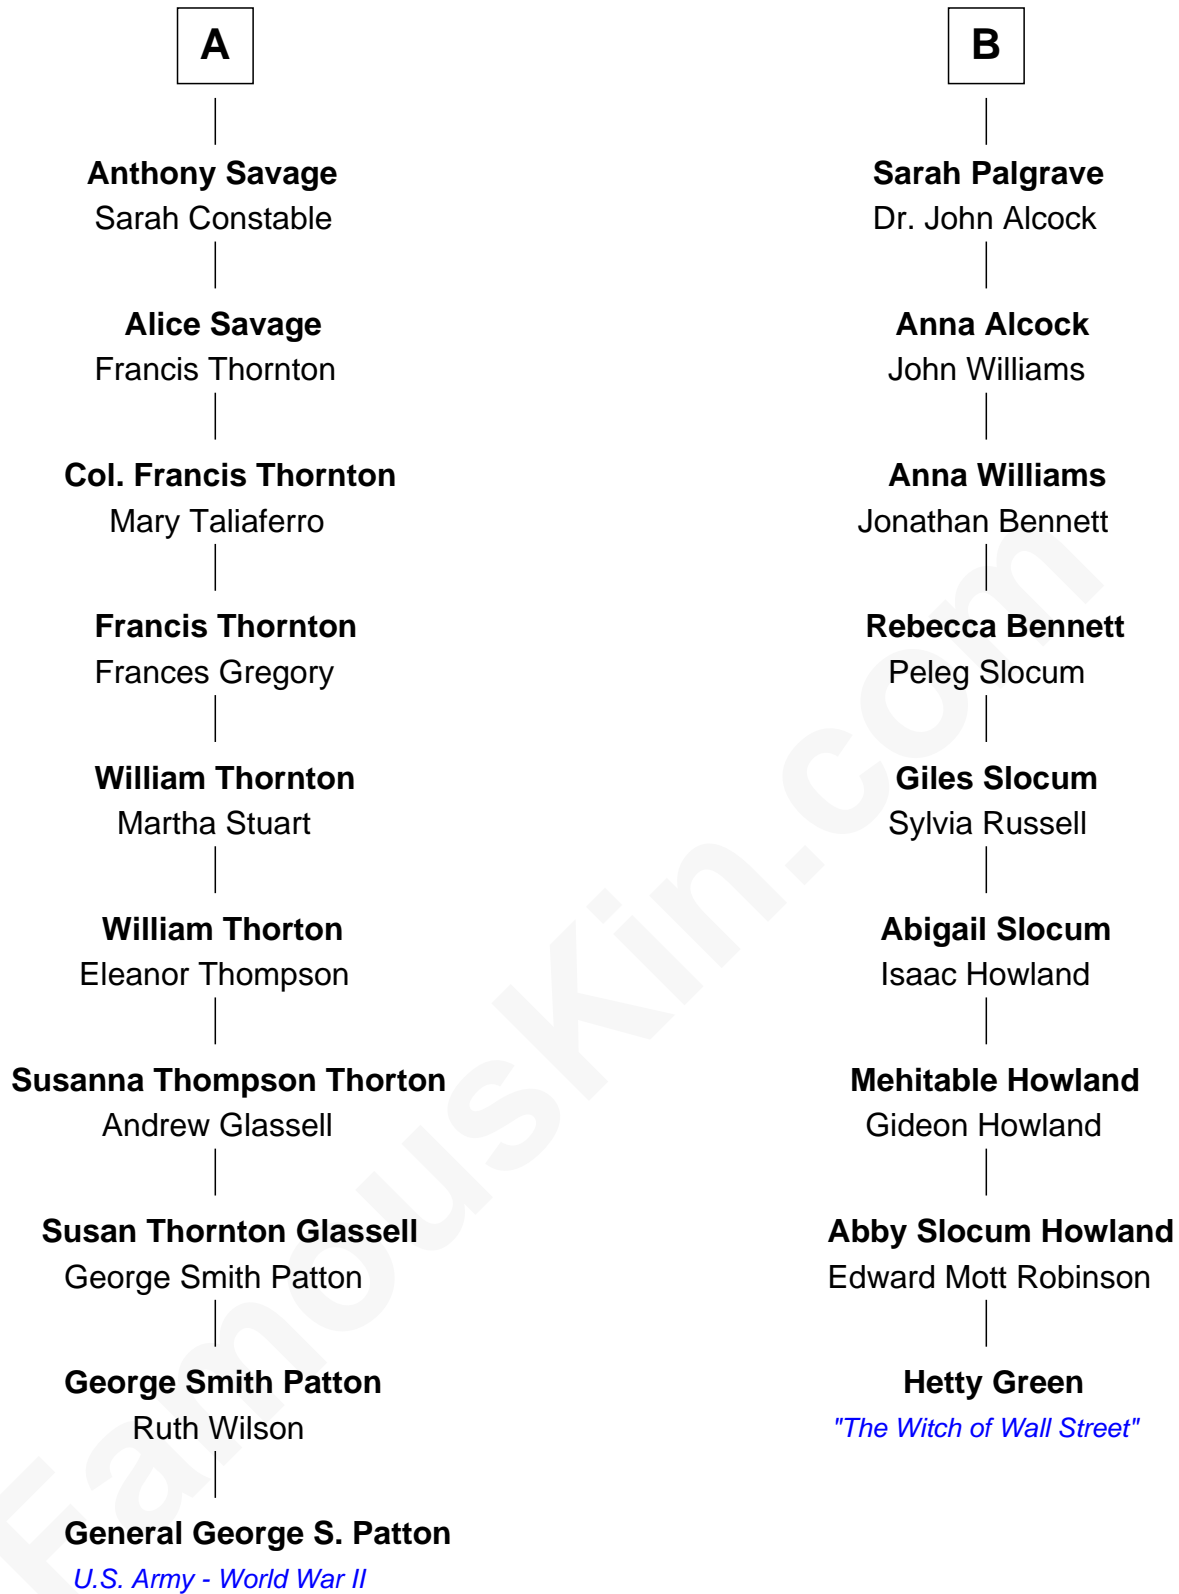 A
Anthony Savage
Sarah Constable
Alice Savage
Francis Thornton
Col. Francis Thornton
Mary Taliaferro
Francis Thornton
Frances Gregory
William Thornton
Martha Stuart
William Thorton
Eleanor Thompson
Susanna Thompson Thorton
Andrew Glassell
Susan Thornton Glassell
George Smith Patton
George Smith Patton
Ruth Wilson
General George S. Patton
U.S. Army - World War II
B
Sarah Palgrave
Dr. John Alcock
Anna Alcock
John Williams
Anna Williams
Jonathan Bennett
Rebecca Bennett
Peleg Slocum
Giles Slocum
Sylvia Russell
Abigail Slocum
Isaac Howland
Mehitable Howland
Gideon Howland
Abby Slocum Howland
Edward Mott Robinson
Hetty Green
"The Witch of Wall Street"
FamousKin.com